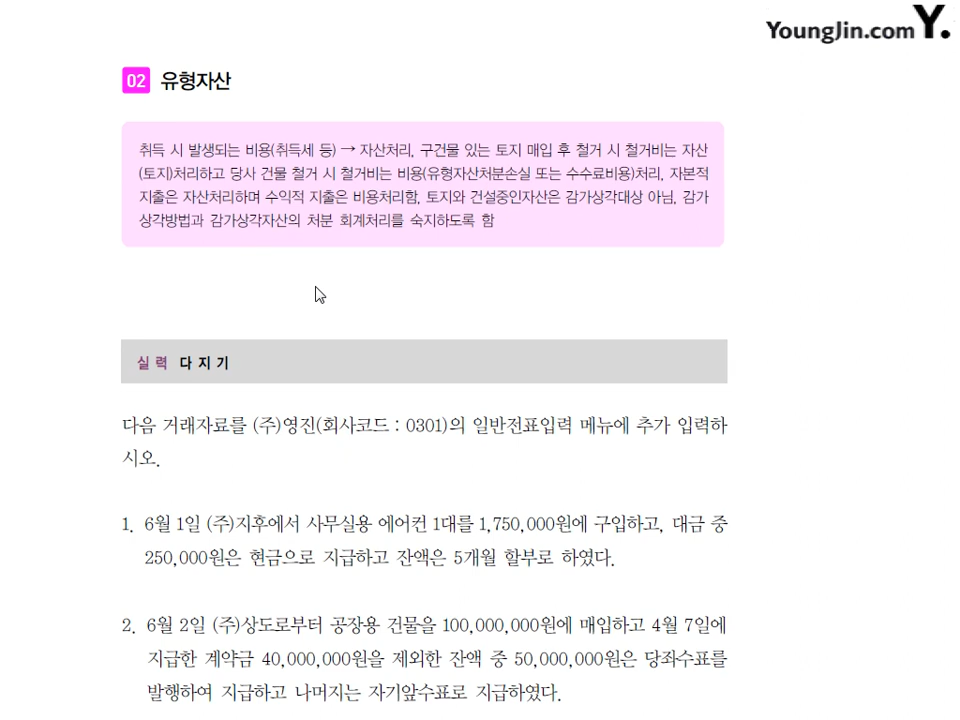 YoungJin.com Y.
02 유형자산
취득 시 발생되는 비용(취득세 등) → 자산처리, 구건물 있는 토지 매입 후 철거 시 철거비는 자산
(토지)처리하고 당사 건물 철거 시 철거비는 비용(유형자산처분손실 또는 수수료비용)처리, 자본적
지출은 자산처리하며 수익적 지출은 비용처리함, 토지와 건설중인자산은 감가상각대상 아님, 감가
상각방법과 감가상각자산의 처분 회계처리를 숙지하도록 함
실력 다지기
다음 거래자료를 (주)영진(회사코드 : 0301)의 일반전표입력 메뉴에 추가 입력하
시오.
1. 6월 1일 (주)지후에서 사무실용 에어컨 1대를 1,750,000원에 구입하고, 대금 중
250,000원은 현금으로 지급하고 잔액은 5개월 할부로 하였다.
2. 6월 2일 (주)상도로부터 공장용 건물을 100,000,000원에 매입하고 4월 7일에
지급한 계약금 40,000,000원을 제외한 잔액 중 50,000,000원은 당좌수표를
발행하여 지급하고 나머지는 자기앞수표로 지급하였다.